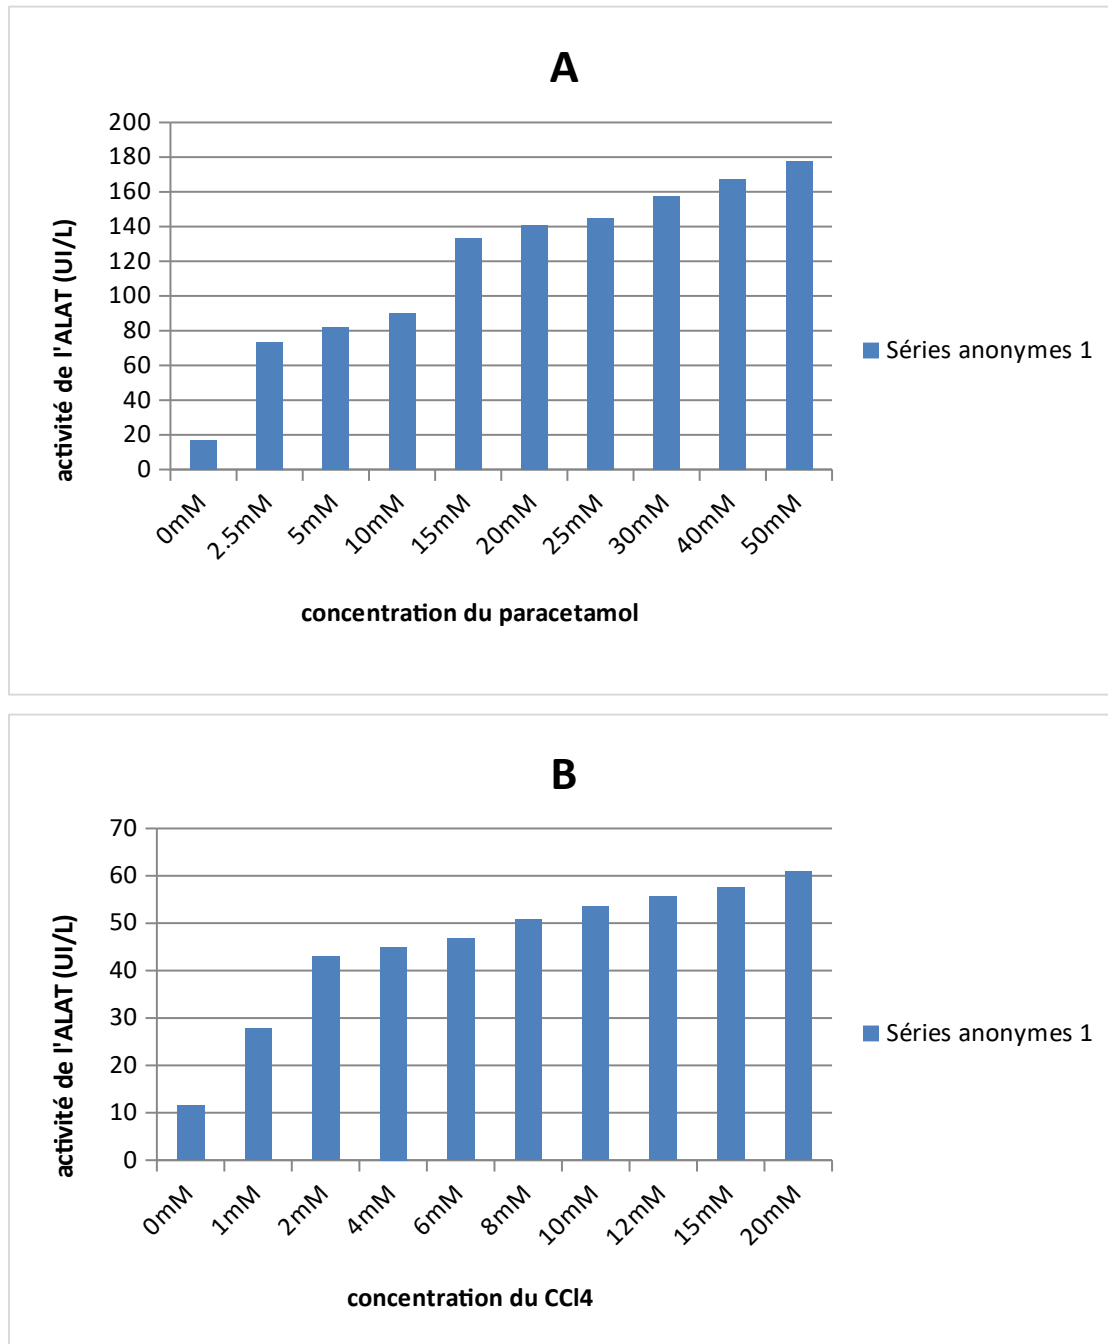 A
200
180
160
140
120
100
80
60
40
20
0
activité de l'ALAT (UI/L)
0mM
2.5mM
5mM
10mM
15mM
20mM
25mM
30mM
40mM
50mM
concentration du paracetamol
Séries anonymes 1
B
70
60
50
40
30
20
10
0
activité de l'ALAT (UI/L)
0mM
1mM
2mM
4mM
6mM
8mM
10mM
12mM
15mM
20mM
concentration du CCl4
Séries anonymes 1